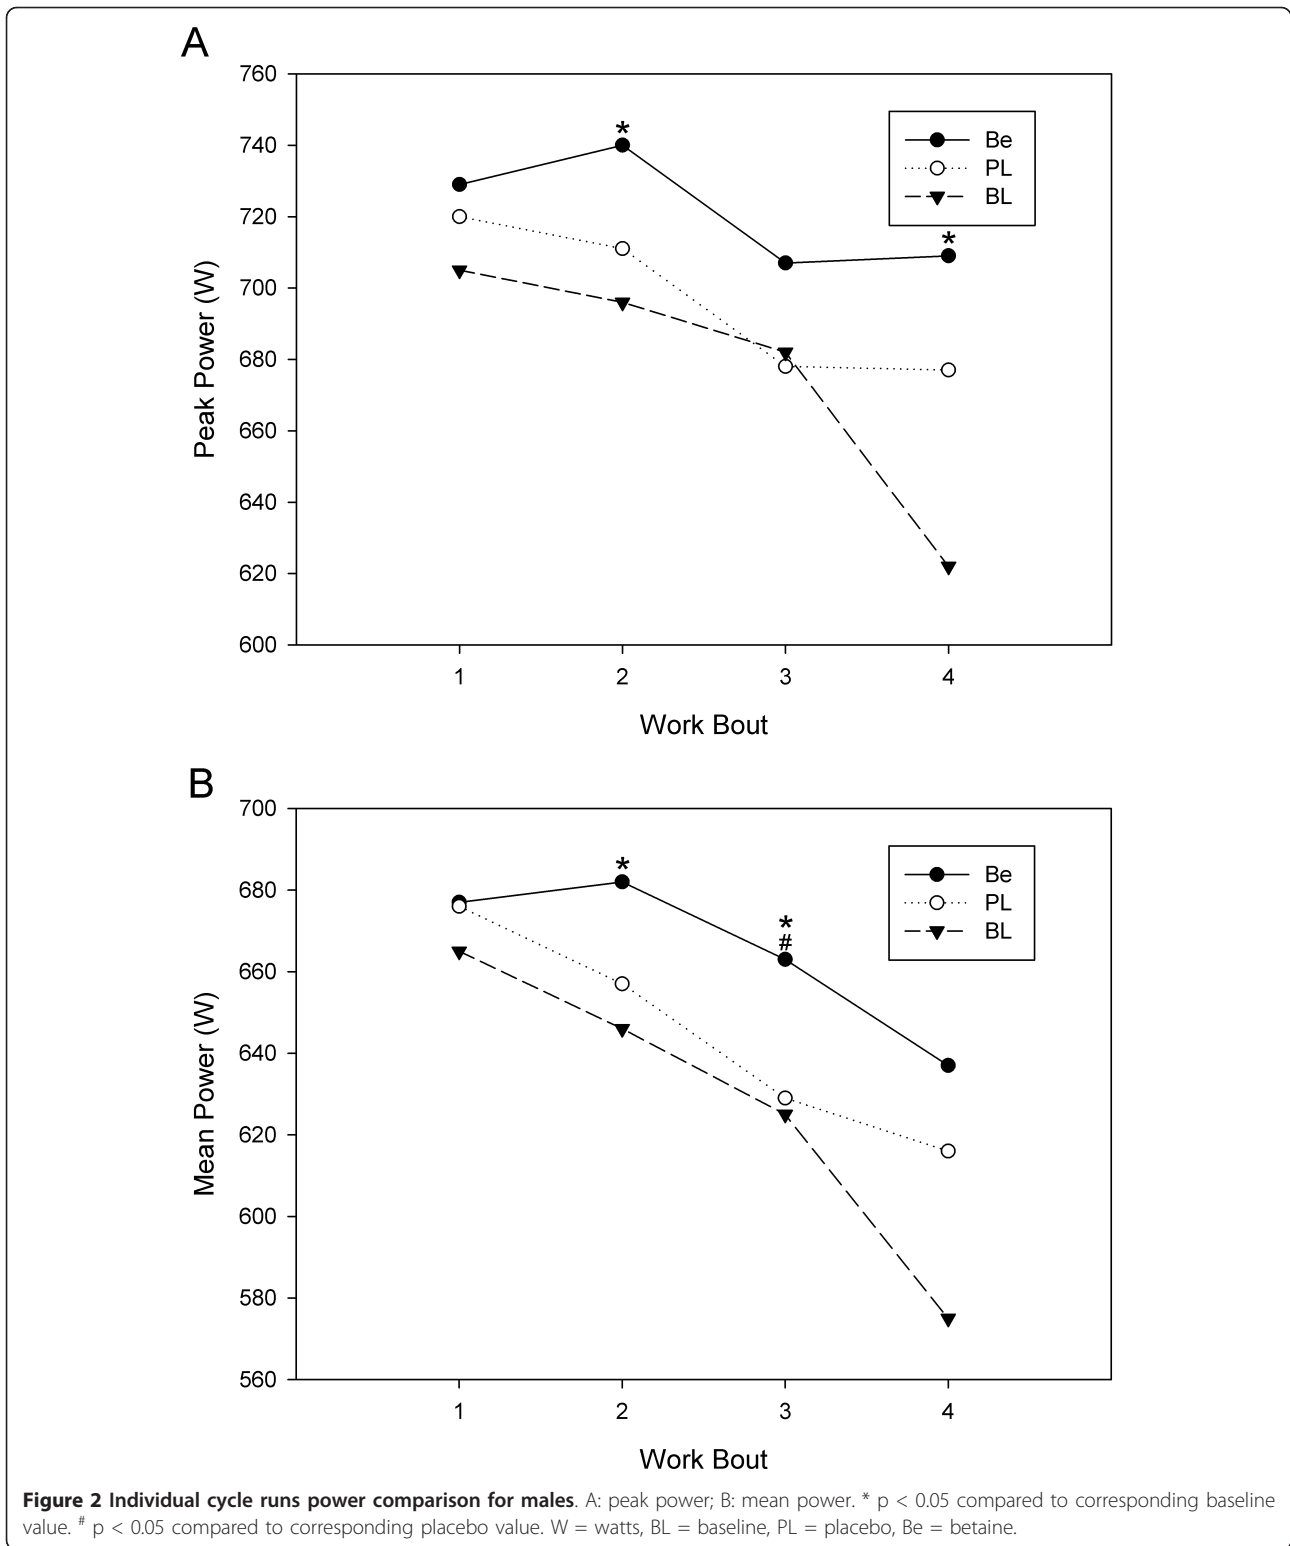 A
760
*
740
Be
PL
720
BL
*
700
Peak Power (W)
680
660
640
620
600
1 2 3 4
Work Bout
B
700
*
Be
680
PL
*
BL
#
660
Mean Power (W)
640
620
600
580
560
1 2 3 4
Work Bout
Figure 2 Individual cycle runs power comparison for males. A: peak power; B: mean power. * p < 0.05 compared to corresponding baseline
value. # p < 0.05 compared to corresponding placebo value. W = watts, BL = baseline, PL = placebo, Be = betaine.